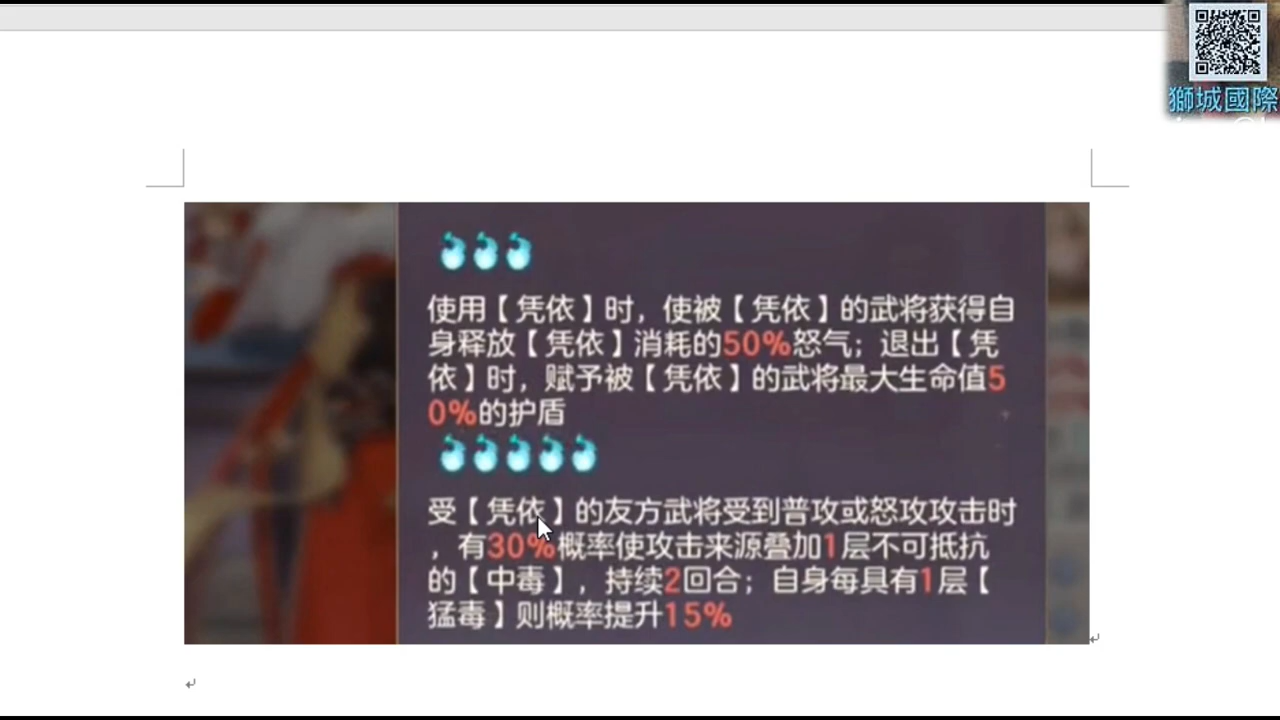 獅城國際
使用【凭依】时，使被【凭依】的武将获得自
身释放【凭依】消耗的50%怒气；退出【凭
依】时，赋予被【凭依】的武将最大生命值5
0%的护盾
受【凭依】的友方武将受到普攻或怒攻攻击时
，有30%概率使攻击来源叠加1层不可抵抗
的【中毒】，持续2回合；自身每具有1层【
猛毒】则概率提升15%